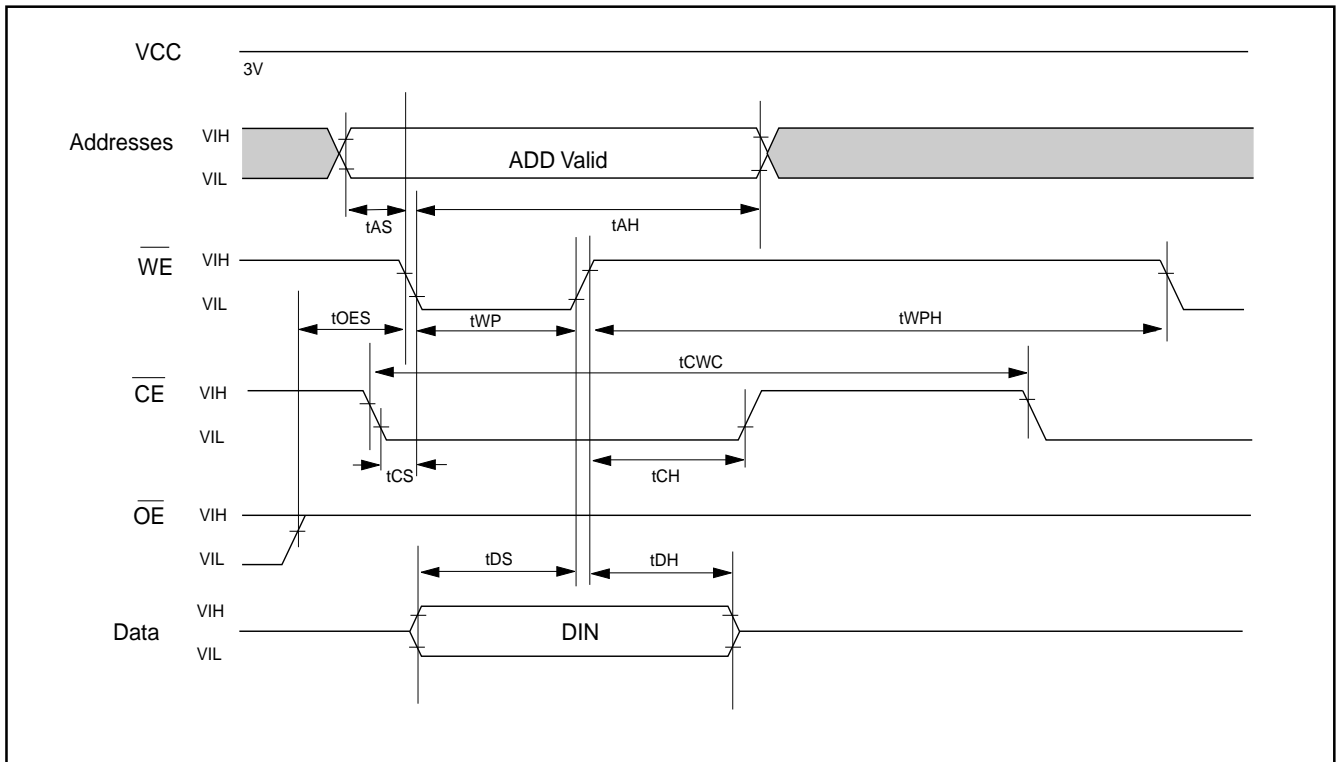 VCC
3V
Addresses
VIH
VIL
ADD Valid
tAS
tAH
WE
VIH
VIL
tOES
tWP
tWPH
tCWC
CE
VIH
VIL
tCS
tCH
OE
VIH
VIL
tDS
tDH
Data
VIH
VIL
DIN